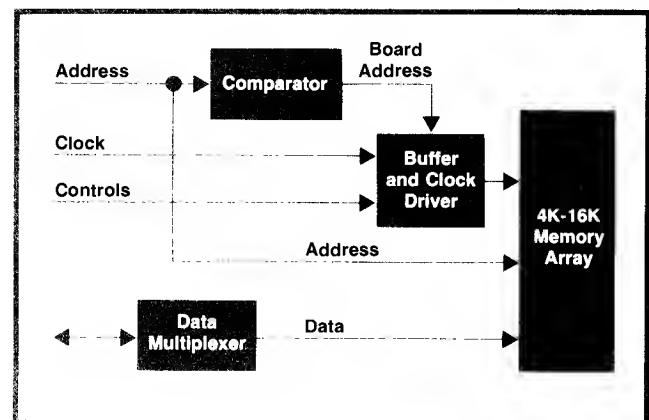 Board
Address
Address
Comparator
Clock
Buffer
and Clock
Driver
Controls
4K-16K
Memory
Array
Address
Data
Multiplexer
Data